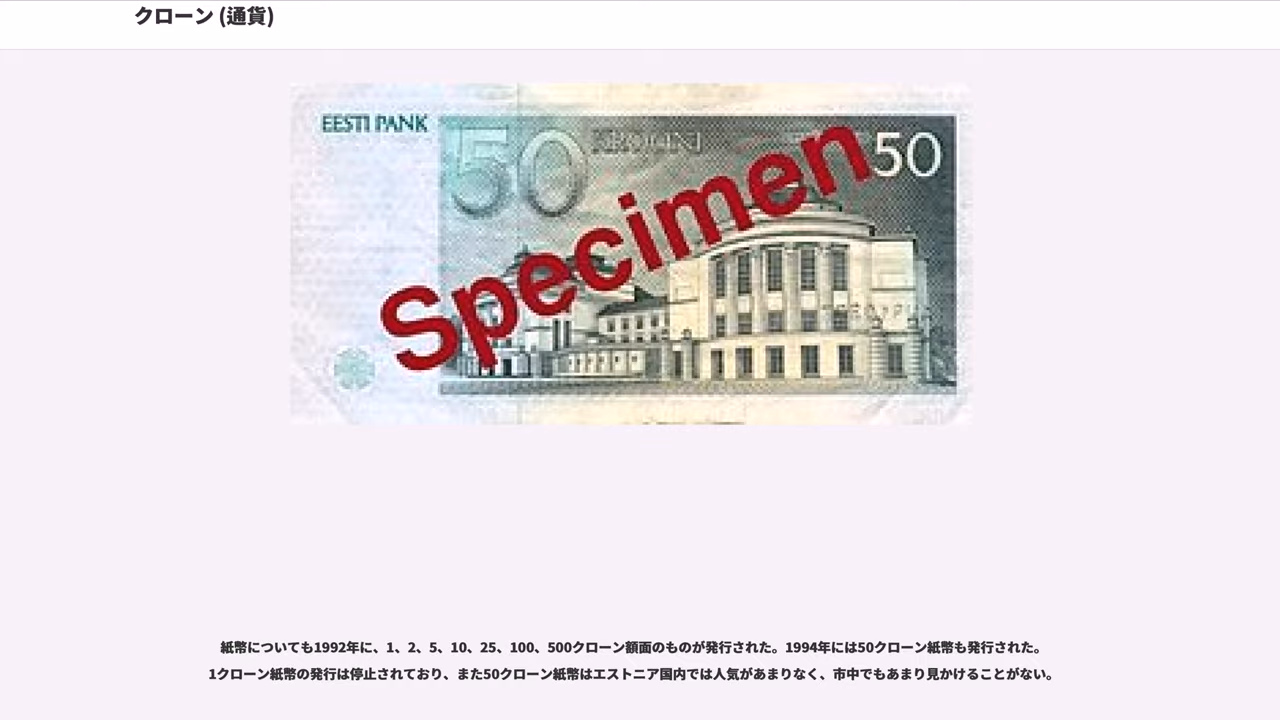 クローン (通貨)
EESTI PANK
50 KROONI
50
Specimen
紙幣についても1992年に、1、2、5、10、25、100、500クローン額面のものが発行された。1994年には50クローン紙幣も発行された。
1クローン紙幣の発行は停止されており、また50クローン紙幣はエストニア国内では人気があまりなく、市中でもあまり見かけることがない。